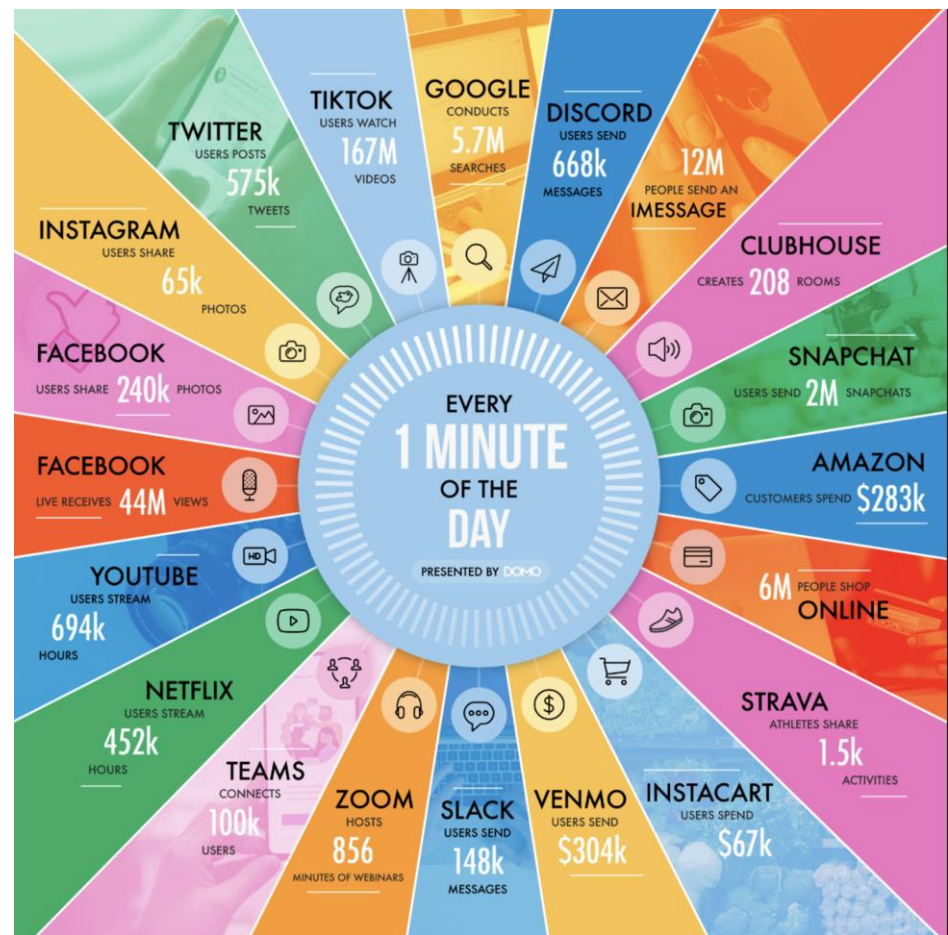 EVERY
1 MINUTE
OF THE
DAY
PRESENTED BY DOMO
GOOGLE
CONDUCTS
5.7M
SEARCHES
DISCORD
USERS SEND
668k
MESSAGES
12M
PEOPLE SEND AN
IMESSAGE
CLUBHOUSE
CREATES 208 ROOMS
SNAPCHAT
USERS SEND 2M SNAPCHATS
AMAZON
CUSTOMERS SPEND $283k
6M PEOPLE SHOP
ONLINE
STRAVA
ATHLETES SHARE
1.5k
ACTIVITIES
INSTACART
USERS SPEND
$67k
VENMO
USERS SEND
$304k
SLACK
USERS SEND
148k
MESSAGES
ZOOM
HOSTS
856
MINUTES OF WEBINARS
TEAMS
CONNECTS
100k
USERS
NETFLIX
USERS STREAM
452k
HOURS
YOUTUBE
USERS STREAM
694k
HOURS
HD
FACEBOOK
LIVE RECEIVES 44M VIEWS
FACEBOOK
USERS SHARE 240k PHOTOS
INSTAGRAM
USERS SHARE
65k
PHOTOS
TWITTER
USERS POSTS
575k
TWEETS
TIKTOK
USERS WATCH
167M
VIDEOS